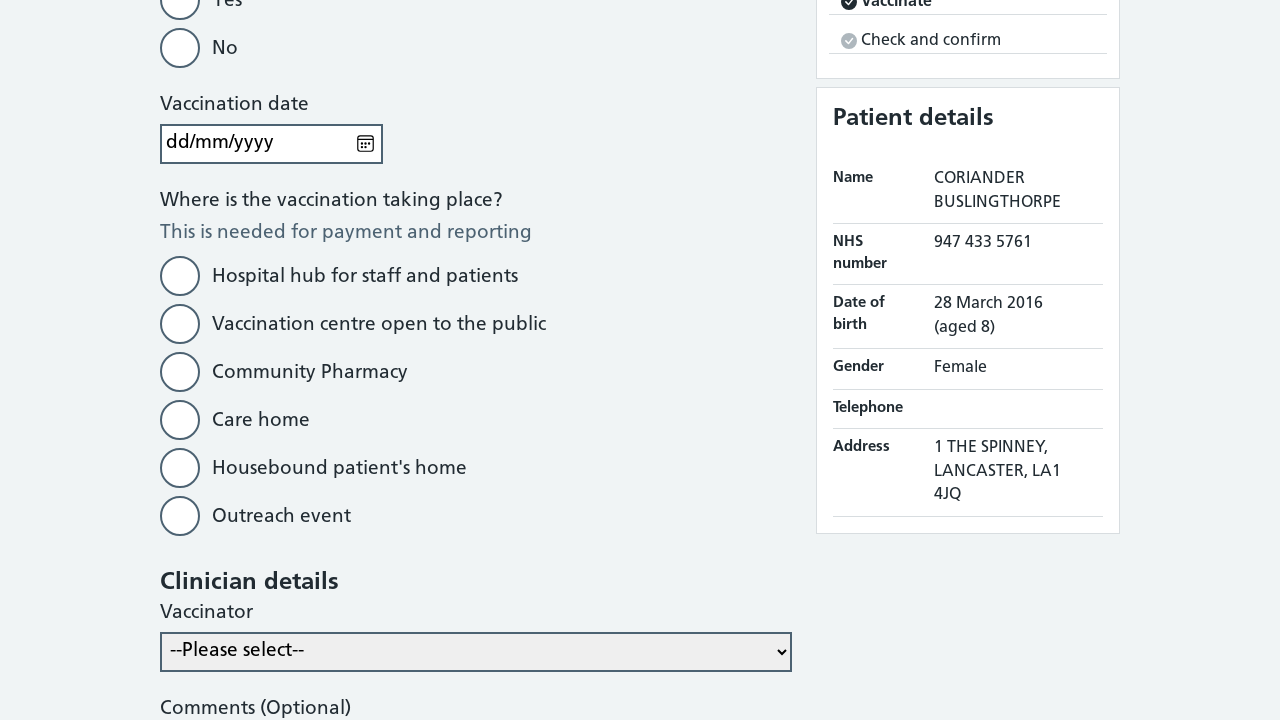 Yes
No
Vaccination date
dd/mm/yyyy
Where is the vaccination taking place?
This is needed for payment and reporting
Hospital hub for staff and patients
Vaccination centre open to the public
Community Pharmacy
Care home
Housebound patient's home
Outreach event
Clinician details
Vaccinator
--Please select--
Comments (Optional)
Vaccinate
Check and confirm
Patient details
Name CORIANDER
BUSLINGTHORPE
NHS number 947 433 5761
Date of birth 28 March 2016
(aged 8)
Gender Female
Telephone
Address 1 THE SPINNEY,
LANCASTER, LA1
4JQ